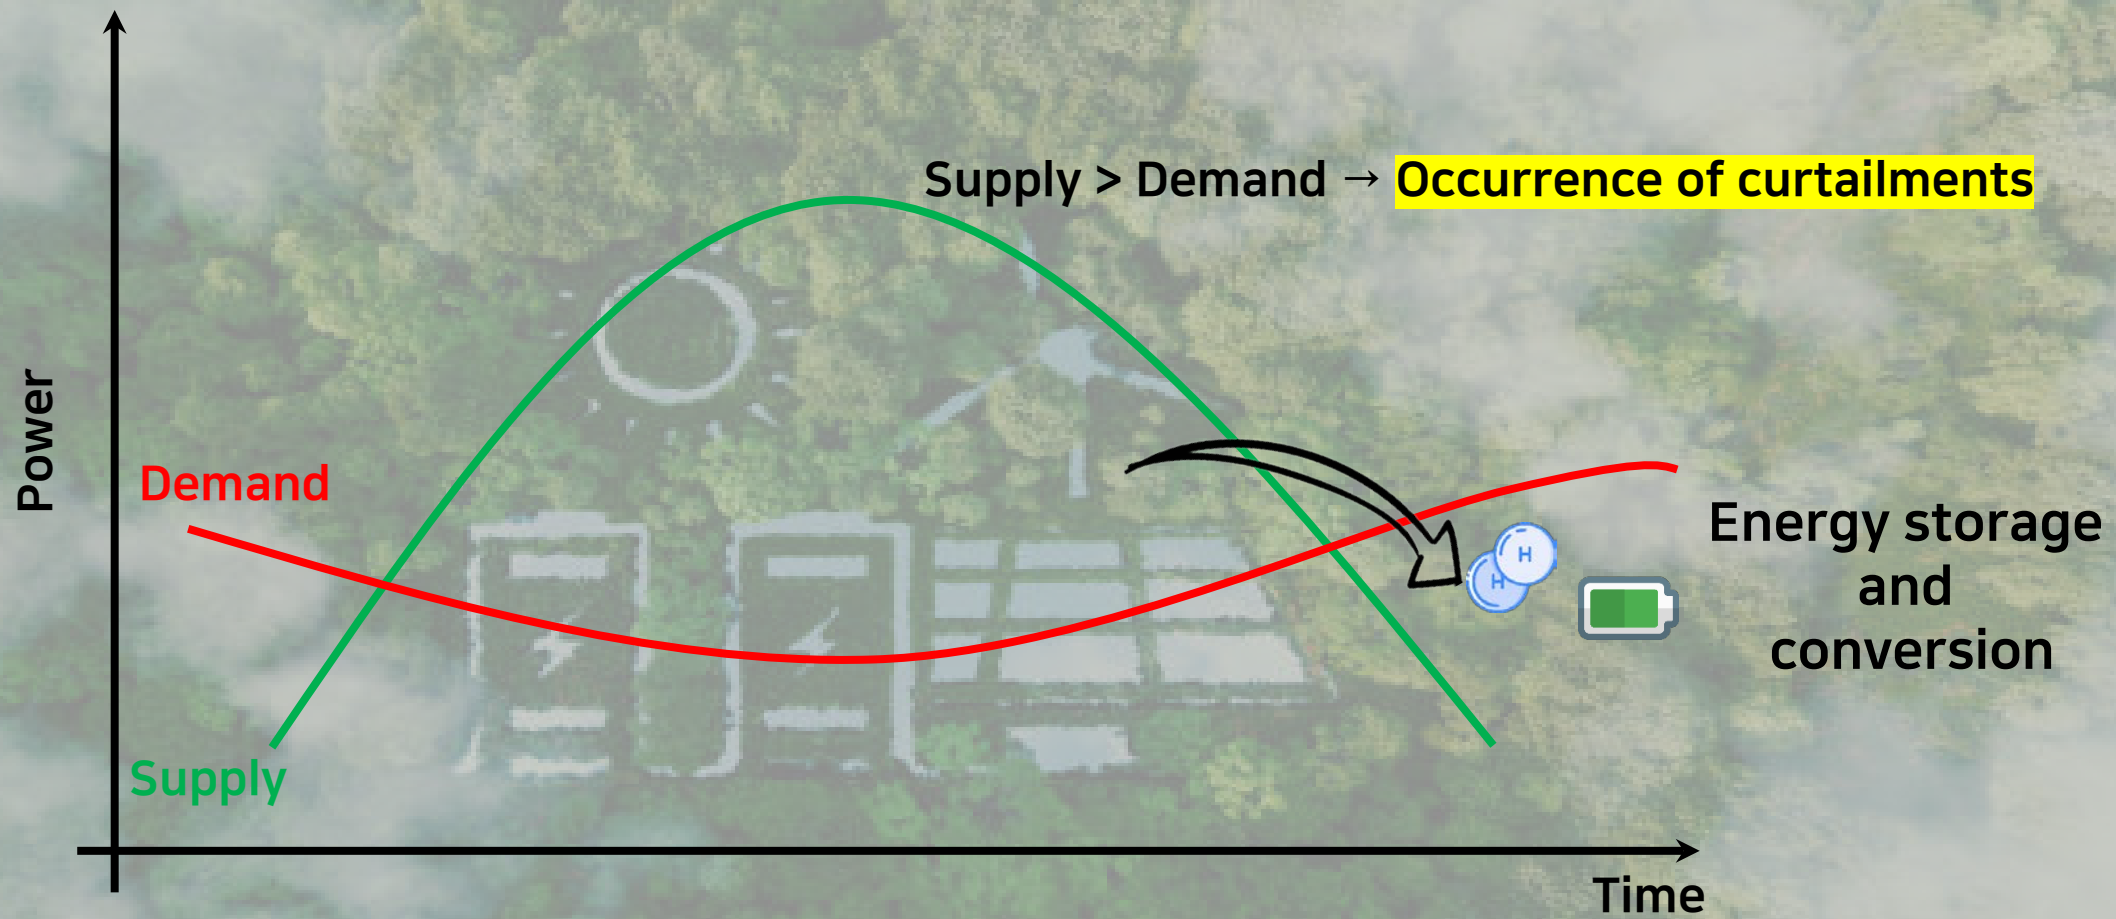 Supply > Demand → Occurrence of curtailments
Power
Demand
H
H
Energy storage
and
conversion
Supply
Time